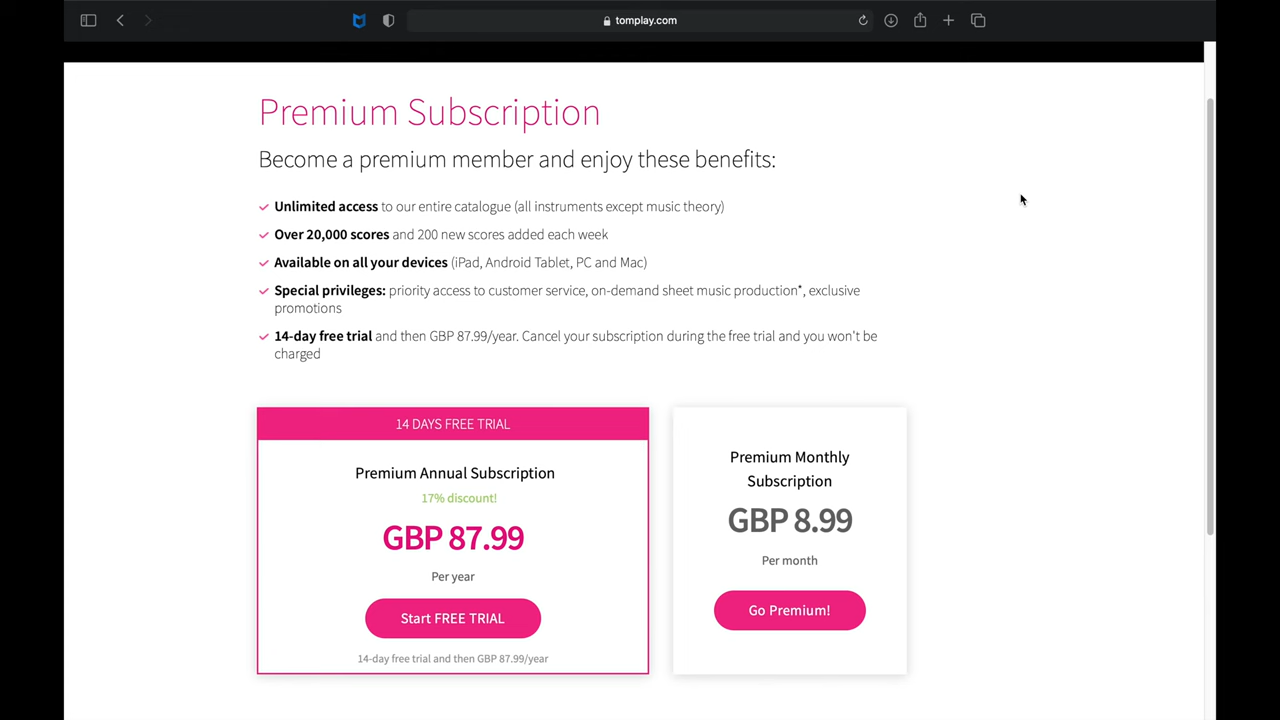 tomplay.com
Premium Subscription
Become a premium member and enjoy these benefits:
Unlimited access to our entire catalogue (all instruments except music theory)
Over 20,000 scores and 200 new scores added each week
Available on all your devices (iPad, Android Tablet, PC and Mac)
Special privileges: priority access to customer service, on-demand sheet music production*, exclusive
promotions
14-day free trial and then GBP 87.99/year. Cancel your subscription during the free trial and you won't be
charged
14 DAYS FREE TRIAL
Premium Annual Subscription
17% discount!
GBP 87.99
Per year
Start FREE TRIAL
14-day free trial and then GBP 87.99/year
Premium Monthly
Subscription
GBP 8.99
Per month
Go Premium!